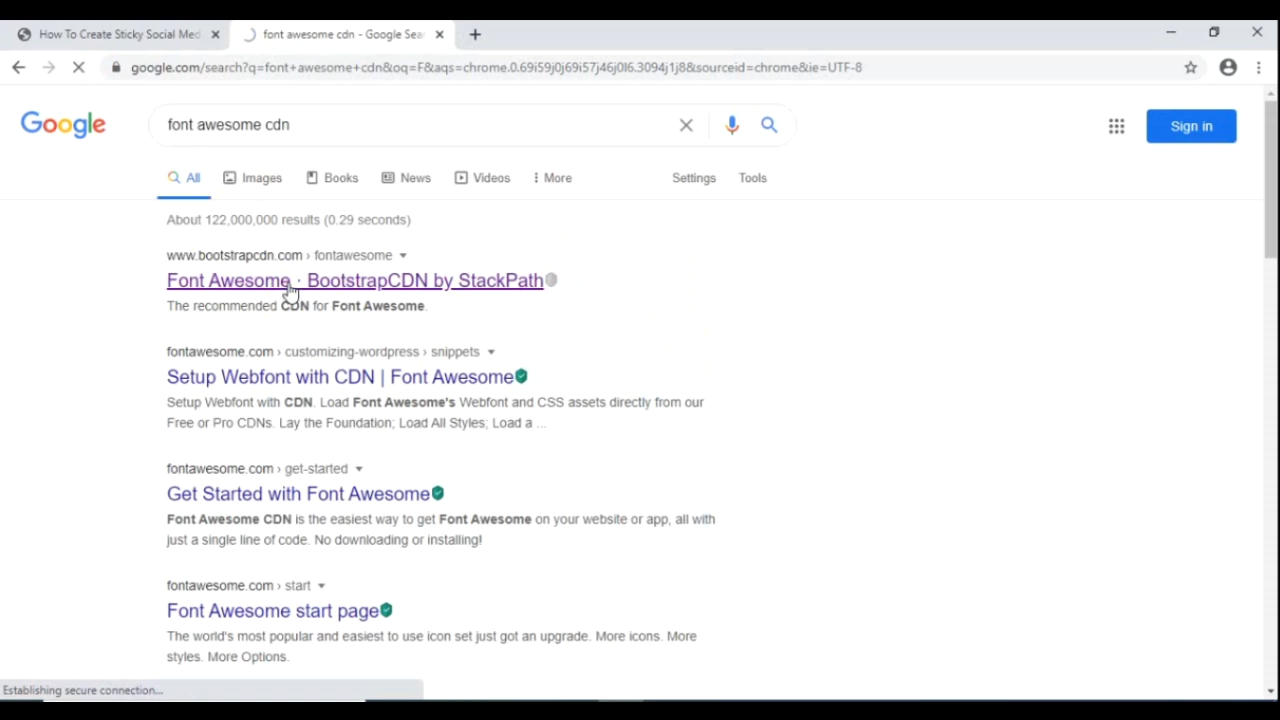 How To Create Sticky Social Med
font awesome cdn - Google Sea
google.com/search?q=font+awesome+cdn&oq=F&aqs=chrome.0.69i59j0j69i57j46j0l6.3094j1j8&sourceid=chrome&ie=UTF-8
Google
font awesome cdn
Sign in
All Images Books News Videos More Settings Tools
About 122,000,000 results (0.29 seconds)
www.bootstrapcdn.com › fontawesome
Font Awesome · BootstrapCDN by StackPath
The recommended CDN for Font Awesome.
fontawesome.com › customizing-wordpress › snippets
Setup Webfont with CDN | Font Awesome
Setup Webfont with CDN. Load Font Awesome's Webfont and CSS assets directly from our
Free or Pro CDNs. Lay the Foundation; Load All Styles; Load a ...
fontawesome.com › get-started
Get Started with Font Awesome
Font Awesome CDN is the easiest way to get Font Awesome on your website or app, all with
just a single line of code. No downloading or installing!
fontawesome.com › start
Font Awesome start page
The world's most popular and easiest to use icon set just got an upgrade. More icons. More
styles. More Options.
Establishing secure connection...